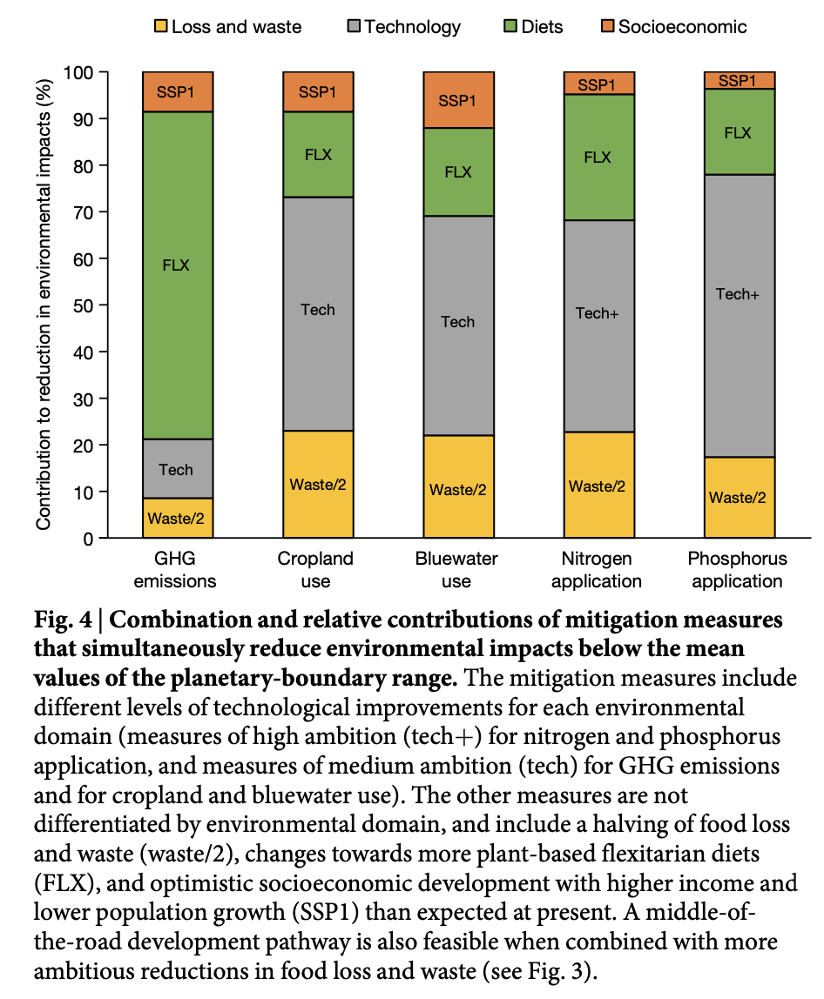 Loss and waste Technology Diets Socioeconomic
Contribution to reduction in environmental impacts (%)
100
90
80
70
60
50
40
30
20
10
0
SSP1 SSP1 SSP1 SSP1 SSP1
FLX FLX FLX FLX FLX
Tech Tech Tech Tech+ Tech+
Waste/2 Waste/2 Waste/2 Waste/2 Waste/2
GHG Cropland Bluewater Nitrogen Phosphorus
emissions use use application application
Fig. 4 | Combination and relative contributions of mitigation measures
that simultaneously reduce environmental impacts below the mean
values of the planetary-boundary range. The mitigation measures include
different levels of technological improvements for each environmental
domain (measures of high ambition (tech+) for nitrogen and phosphorus
application, and measures of medium ambition (tech) for GHG emissions
and for cropland and bluewater use). The other measures are not
differentiated by environmental domain, and include a halving of food loss
and waste (waste/2), changes towards more plant-based flexitarian diets
(FLX), and optimistic socioeconomic development with higher income and
lower population growth (SSP1) than expected at present. A middle-of-
the-road development pathway is also feasible when combined with more
ambitious reductions in food loss and waste (see Fig. 3).